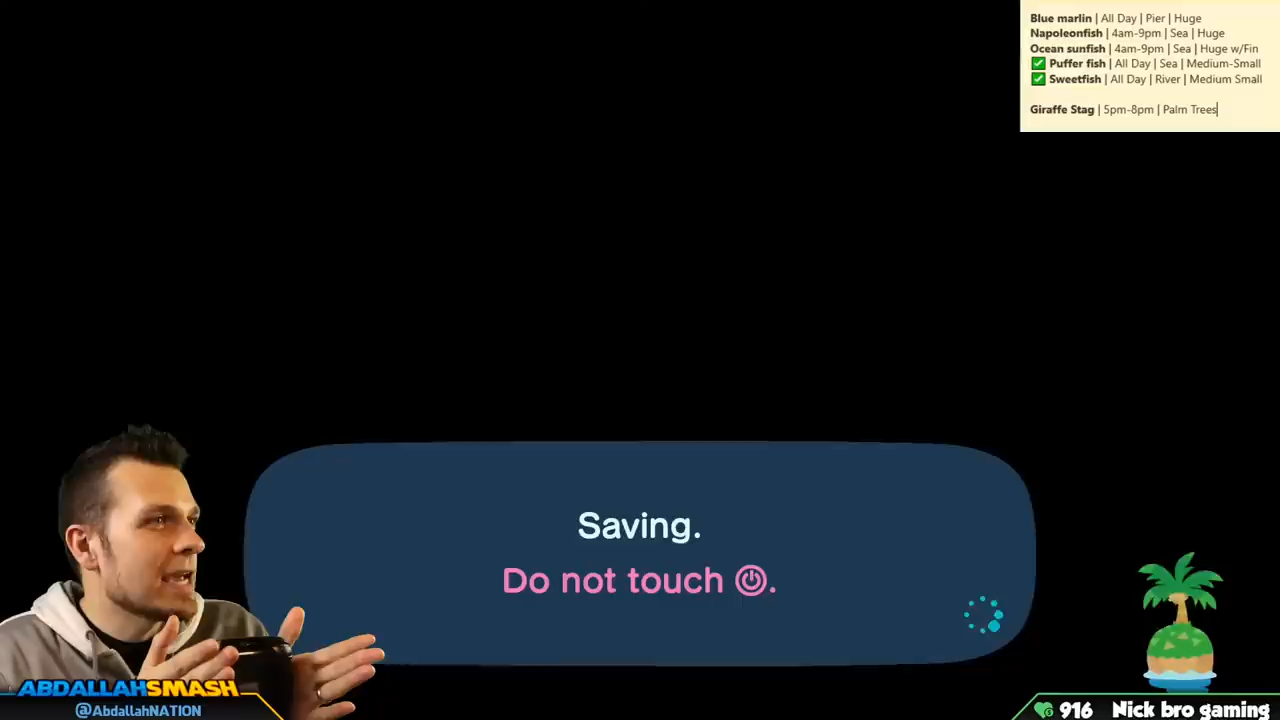 Blue marlin | All Day | Pier | Huge
Napoleonfish | 4am-9pm | Sea | Huge
Ocean sunfish | 4am-9pm | Sea | Huge w/Fin
✅ Puffer fish | All Day | Sea | Medium-Small
✅ Sweetfish | All Day | River | Medium Small
Giraffe Stag | 5pm-8pm | Palm Trees
Saving.
Do not touch ⏻.
ABDALLAHSMASH
@AbdallahNATION
916 Nick bro gaming